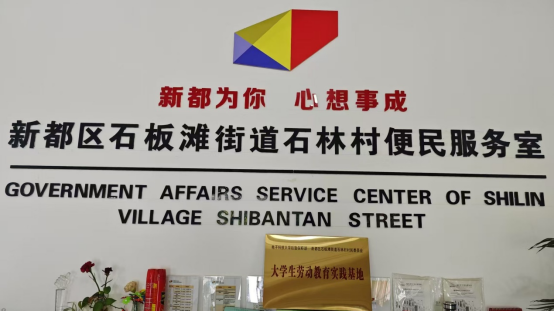 新都为你 心想事成
新都区石板滩街道石林村便民服务室
GOVERNMENT AFFAIRS SERVICE CENTER OF SHILIN
VILLAGE SHIBANTAN STREET
大学生劳动教育实践基地